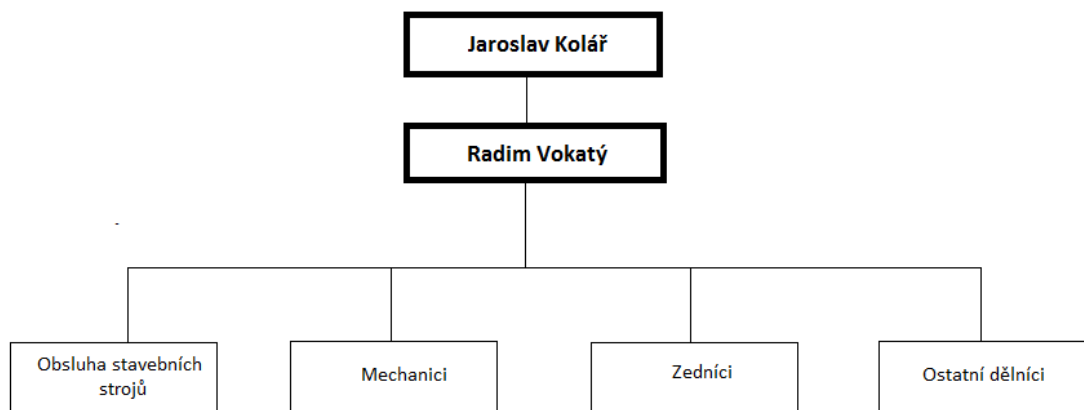 Jaroslav Kolář
Radim Vokatý
-
Obsluha stavebních
strojů
Mechanici
Zedníci
Ostatní dělníci